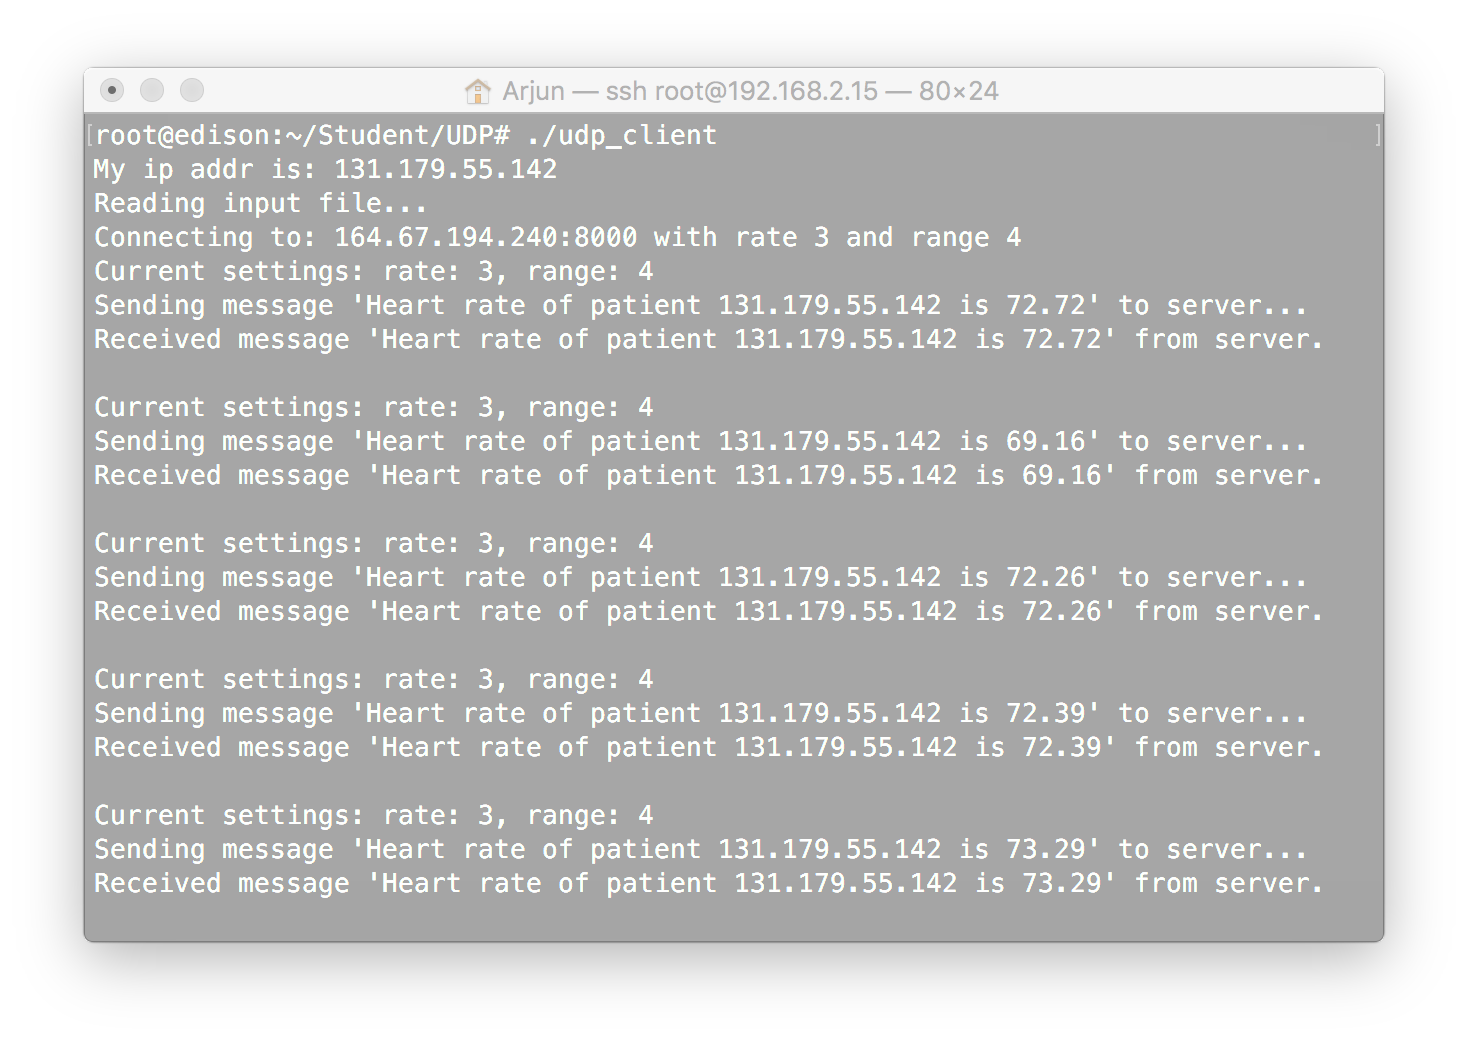 Arjun — ssh root@192.168.2.15 — 80×24
[root@edison:~/Student/UDP# ./udp_client ]
My ip addr is: 131.179.55.142
Reading input file...
Connecting to: 164.67.194.240:8000 with rate 3 and range 4
Current settings: rate: 3, range: 4
Sending message 'Heart rate of patient 131.179.55.142 is 72.72' to server...
Received message 'Heart rate of patient 131.179.55.142 is 72.72' from server.
Current settings: rate: 3, range: 4
Sending message 'Heart rate of patient 131.179.55.142 is 69.16' to server...
Received message 'Heart rate of patient 131.179.55.142 is 69.16' from server.
Current settings: rate: 3, range: 4
Sending message 'Heart rate of patient 131.179.55.142 is 72.26' to server...
Received message 'Heart rate of patient 131.179.55.142 is 72.26' from server.
Current settings: rate: 3, range: 4
Sending message 'Heart rate of patient 131.179.55.142 is 72.39' to server...
Received message 'Heart rate of patient 131.179.55.142 is 72.39' from server.
Current settings: rate: 3, range: 4
Sending message 'Heart rate of patient 131.179.55.142 is 73.29' to server...
Received message 'Heart rate of patient 131.179.55.142 is 73.29' from server.